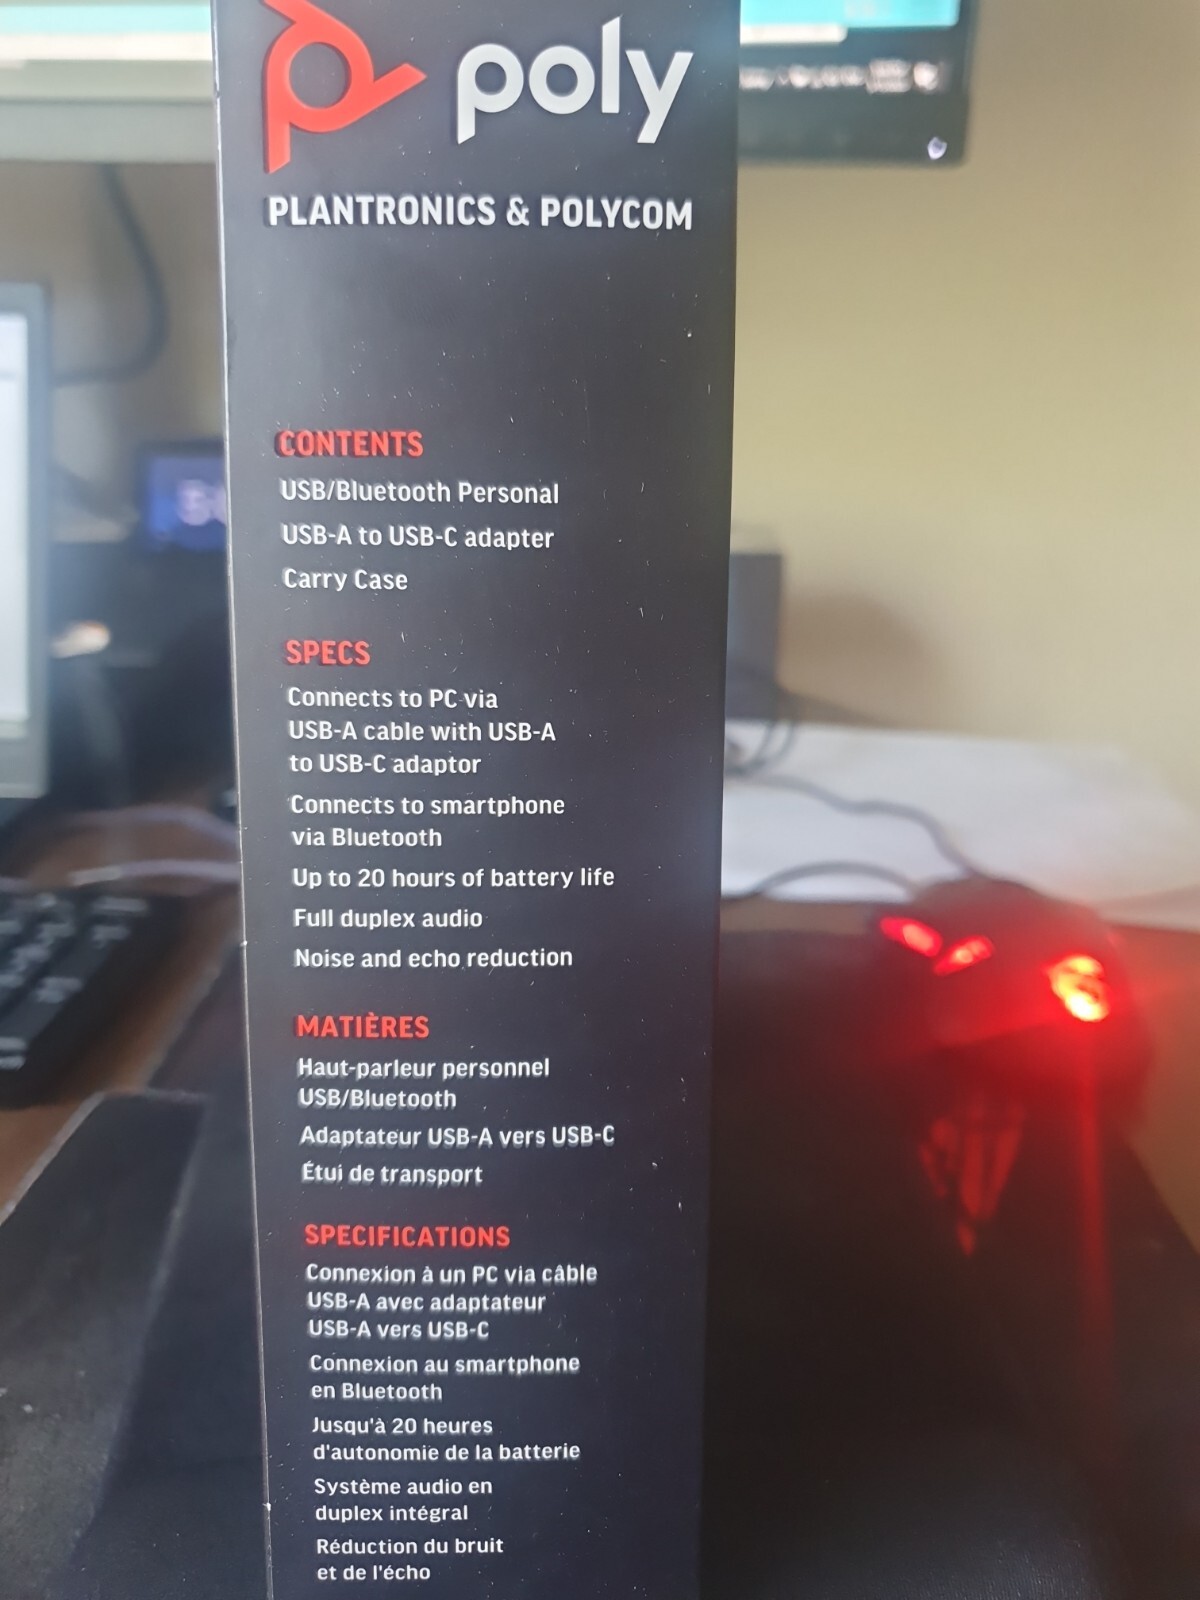 poly
PLANTRONICS & POLYCOM
CONTENTS
USB/Bluetooth Personal
USB-A to USB-C adapter
Carry Case
SPECS
Connects to PC via
USB-A cable with USB-A
to USB-C adaptor
Connects to smartphone
via Bluetooth
Up to 20 hours of battery life
Full duplex audio
Noise and echo reduction
MATIÈRES
Haut-parleur personnel
USB/Bluetooth
Adaptateur USB-A vers USB-C
Étui de transport
SPECIFICATIONS
Connexion à un PC via câble
USB-A avec adaptateur
USB-A vers USB-C
Connexion au smartphone
en Bluetooth
Jusqu'à 20 heures
d'autonomie de la batterie
Système audio en
duplex intégral
Réduction du bruit
et de l'écho